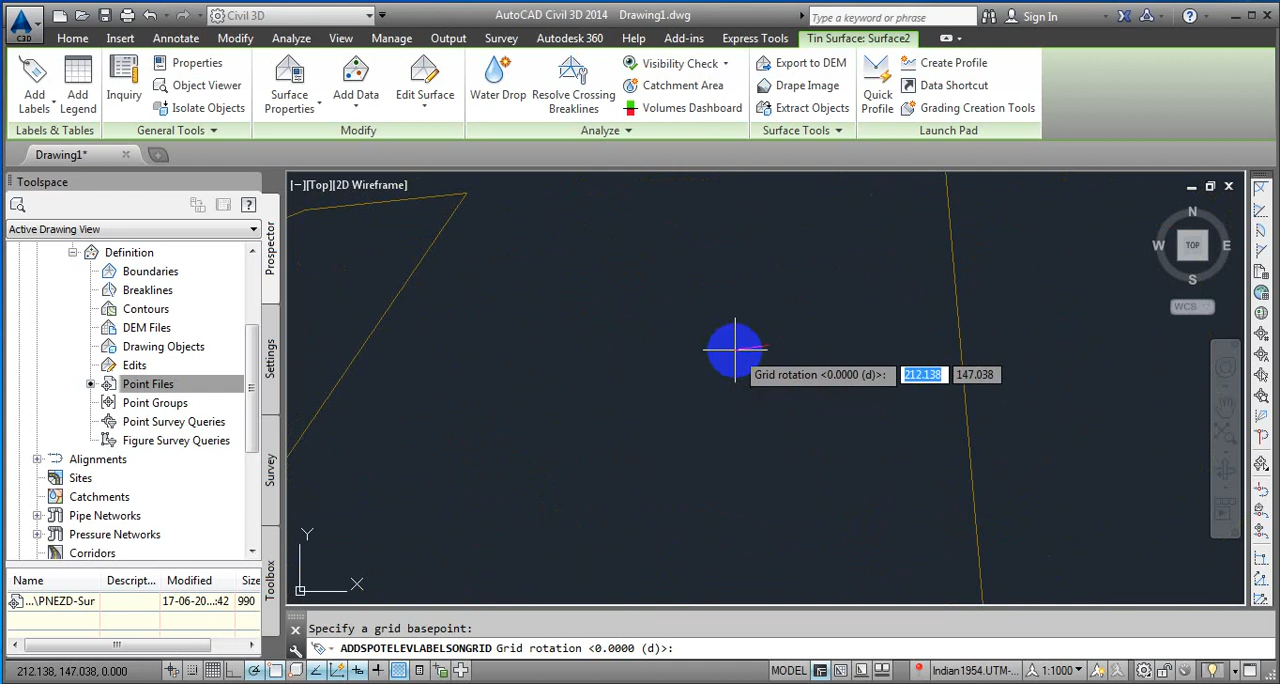 Civil 3D
AutoCAD Civil 3D 2014 Drawing1.dwg
Type a keyword or phrase
Sign In
C3D
Home Insert Annotate Modify Analyze View Manage Output Survey Autodesk 360 Help Add-ins Express Tools Tin Surface: Surface2
Add Labels
Add Legend
Labels & Tables
Inquiry
Properties
Object Viewer
Isolate Objects
General Tools
Surface Properties
Add Data
Edit Surface
Modify
Water Drop
Resolve Crossing Breaklines
Visibility Check
Catchment Area
Volumes Dashboard
Analyze
Export to DEM
Drape Image
Extract Objects
Surface Tools
Quick Profile
Create Profile
Data Shortcut
Grading Creation Tools
Launch Pad
Drawing1*
Toolspace
Active Drawing View
Definition
Boundaries
Breaklines
Contours
DEM Files
Drawing Objects
Edits
Point Files
Point Groups
Point Survey Queries
Figure Survey Queries
Alignments
Sites
Catchments
Pipe Networks
Pressure Networks
Corridors
Name Descript... Modified Size
...\PNEZD-Sur 17-06-20...:42 990
Prospector
Settings
Survey
Toolbox
[−][Top][2D Wireframe]
N
W TOP E
S
WCS
Grid rotation <0.0000 (d)>: 212.138 147.038
Y
X
Specify a grid basepoint:
ADDSPOTELEVLABELSONGRID Grid rotation <0.0000 (d)>:
212.138, 147.038, 0.000
MODEL
Indian1954.UTM-...
1:1000